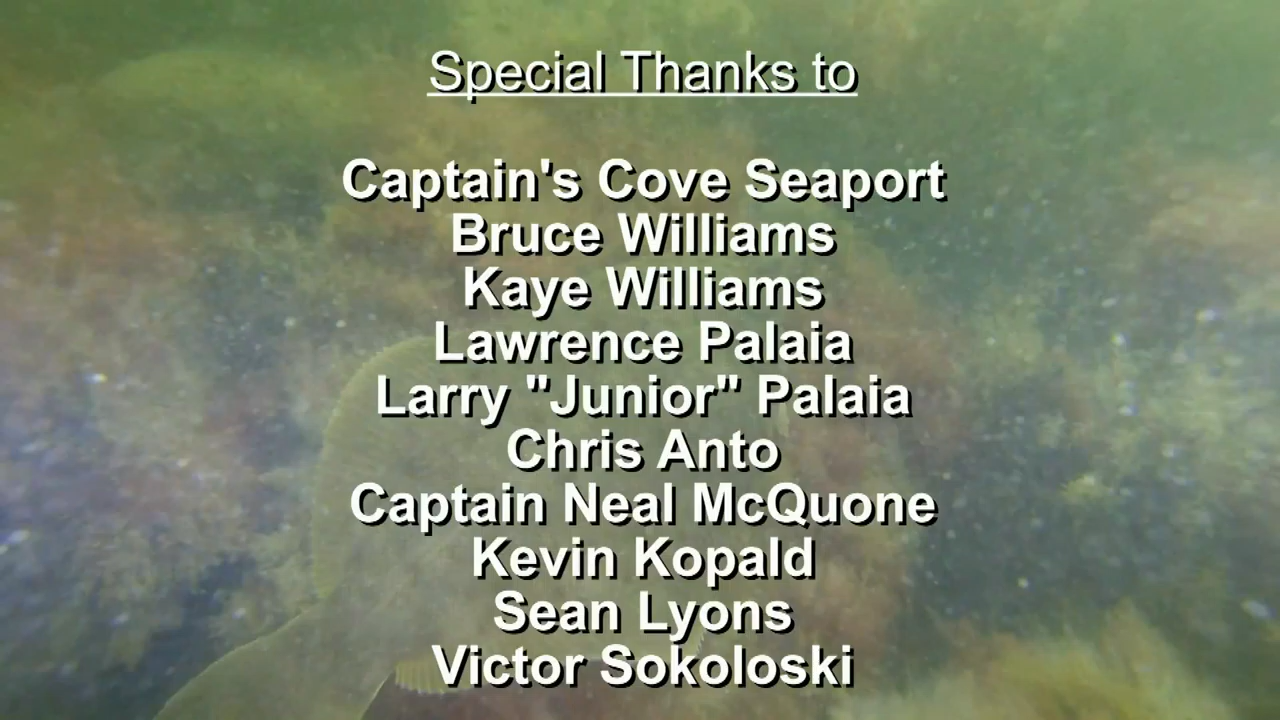 Special Thanks to
Captain's Cove Seaport
Bruce Williams
Kaye Williams
Lawrence Palaia
Larry "Junior" Palaia
Chris Anto
Captain Neal McQuone
Kevin Kopald
Sean Lyons
Victor Sokoloski